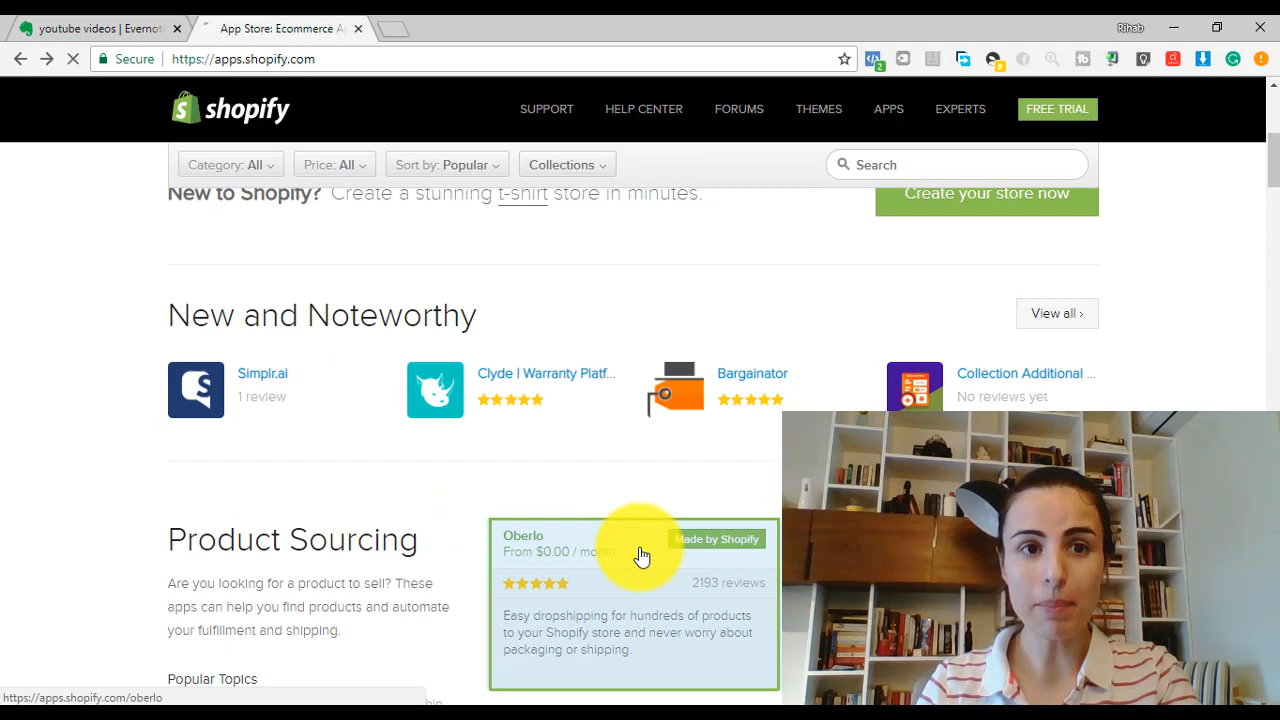 youtube videos | Evernot
App Store: Ecommerce A
Rihab
Secure
https://apps.shopify.com
2
shopify
SUPPORT
HELP CENTER
FORUMS
THEMES
APPS
EXPERTS
FREE TRIAL
Category: All
Price: All
Sort by: Popular
Collections
Search
New to Shopify? Create a stunning t-shirt store in minutes.
Create your store now
New and Noteworthy
View all ›
Simplr.ai
1 review
Clyde | Warranty Platf...
Bargainator
Collection Additional ...
No reviews yet
Product Sourcing
Are you looking for a product to sell? These
apps can help you find products and automate
your fulfillment and shipping.
Popular Topics
Oberlo
Made by Shopify
From $0.00 / month
2193 reviews
Easy dropshipping for hundreds of products
to your Shopify store and never worry about
packaging or shipping.
https://apps.shopify.com/oberlo